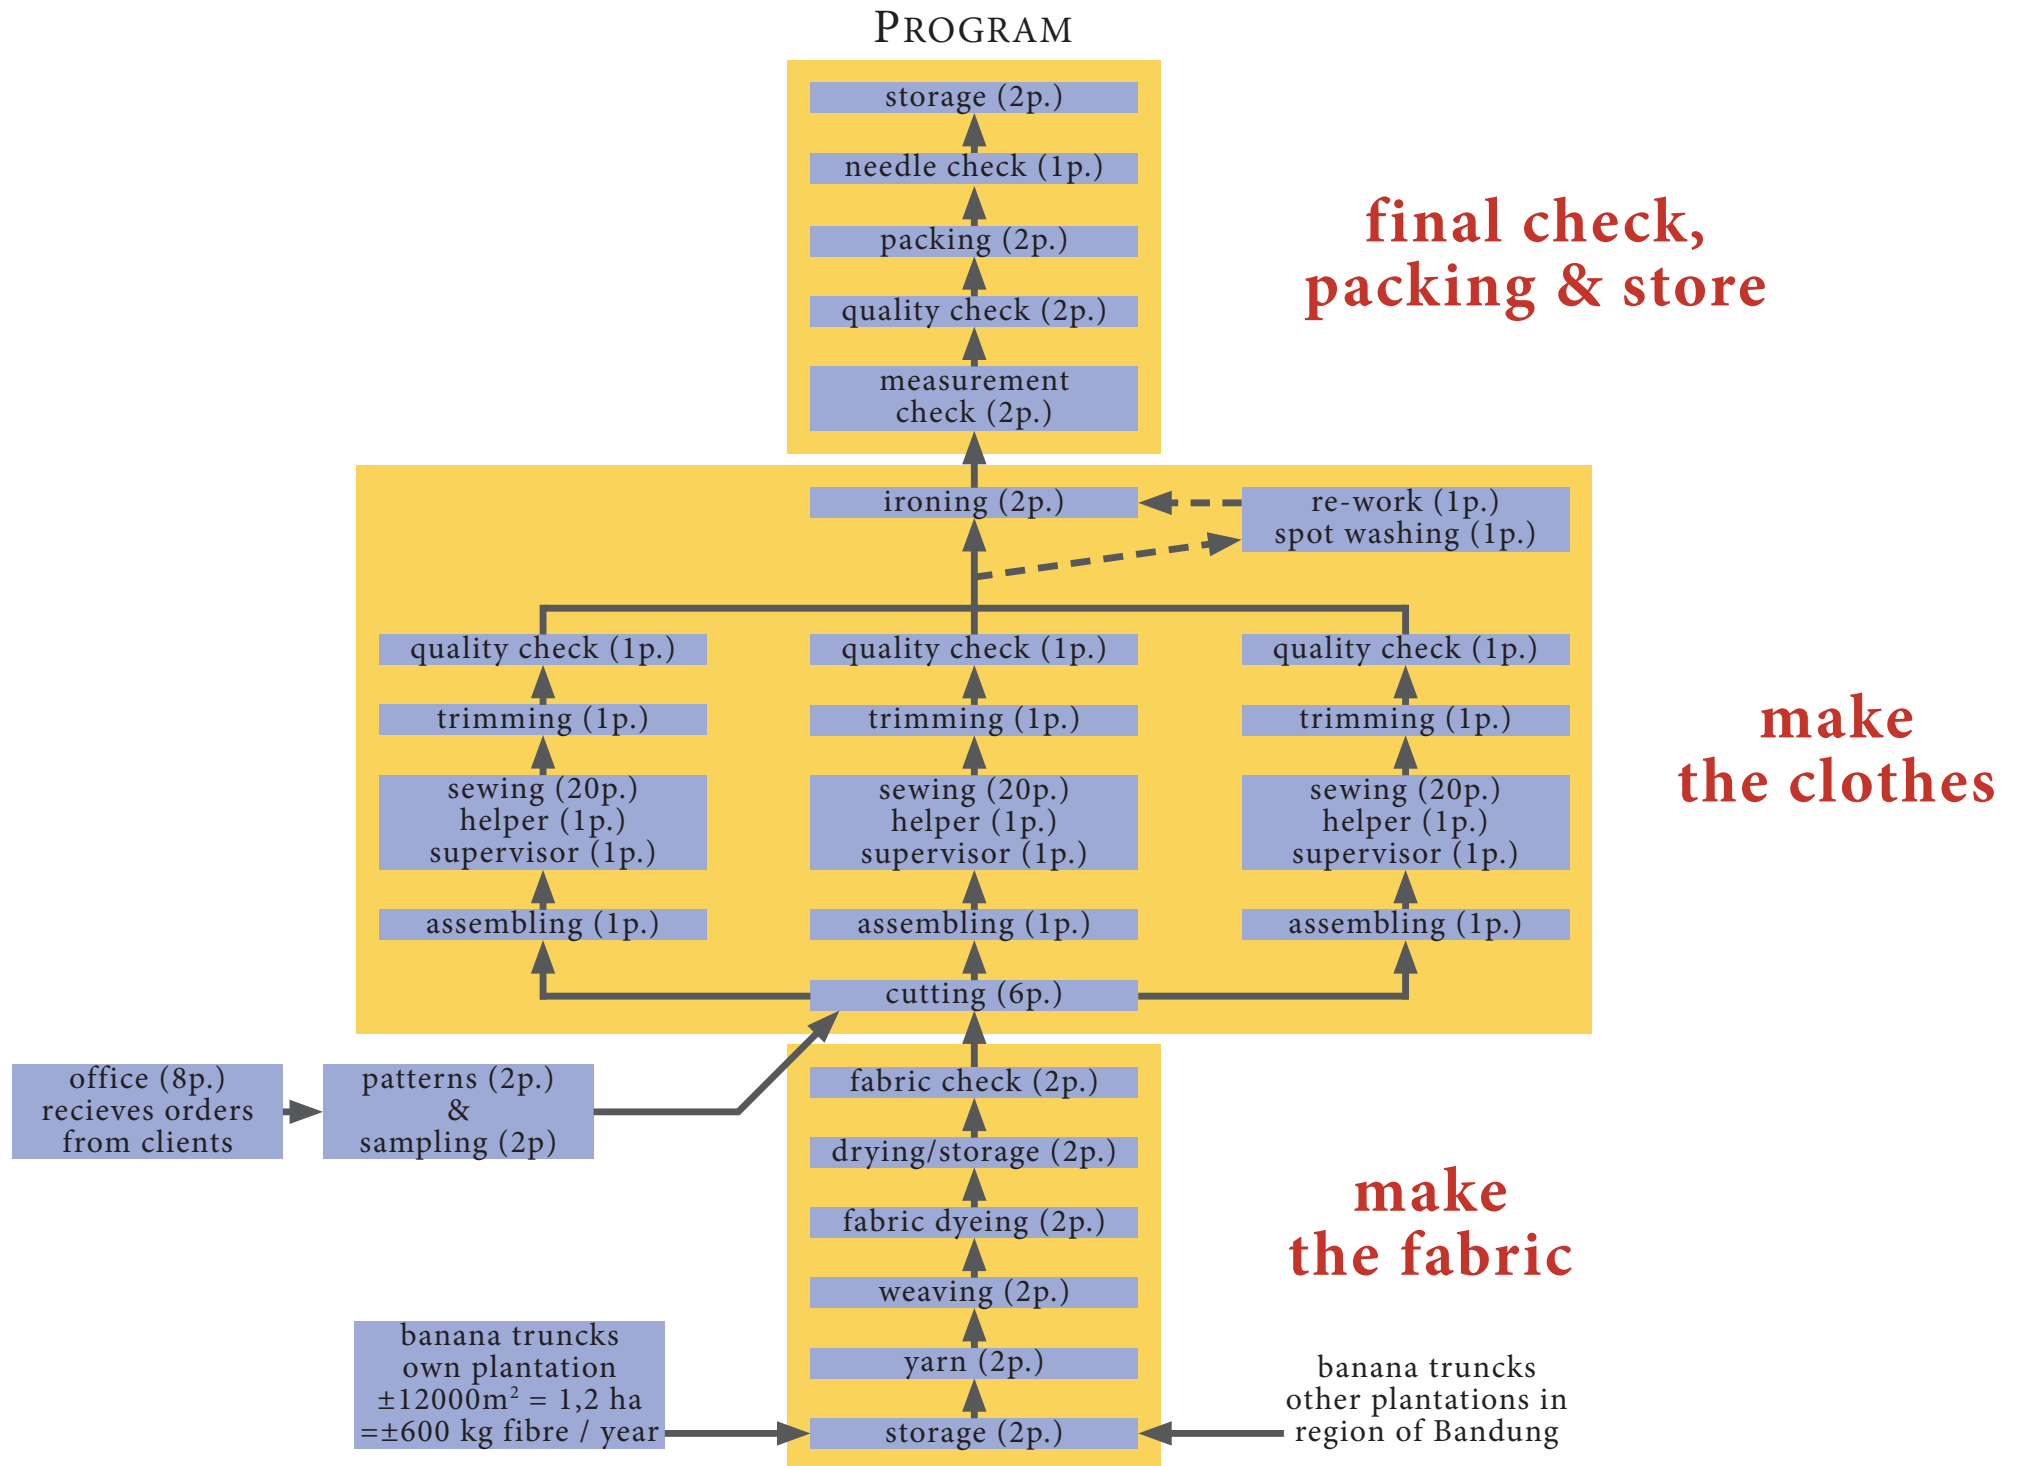 PROGRAM
storage (2p.)
needle check (1p.)
packing (2p.)
quality check (2p.)
measurement
check (2p.)
final check,
packing & store
ironing (2p.)
re-work (1p.)
spot washing (1p.)
quality check (1p.)
trimming (1p.)
sewing (20p.)
helper (1p.)
supervisor (1p.)
assembling (1p.)
quality check (1p.)
trimming (1p.)
sewing (20p.)
helper (1p.)
supervisor (1p.)
assembling (1p.)
quality check (1p.)
trimming (1p.)
sewing (20p.)
helper (1p.)
supervisor (1p.)
assembling (1p.)
cutting (6p.)
make
the clothes
office (8p.)
recieves orders
from clients
patterns (2p.)
&
sampling (2p)
fabric check (2p.)
drying/storage (2p.)
fabric dyeing (2p.)
weaving (2p.)
yarn (2p.)
storage (2p.)
make
the fabric
banana truncks
own plantation
±12000m² = 1,2 ha
=±600 kg fibre / year
banana truncks
other plantations in
region of Bandung